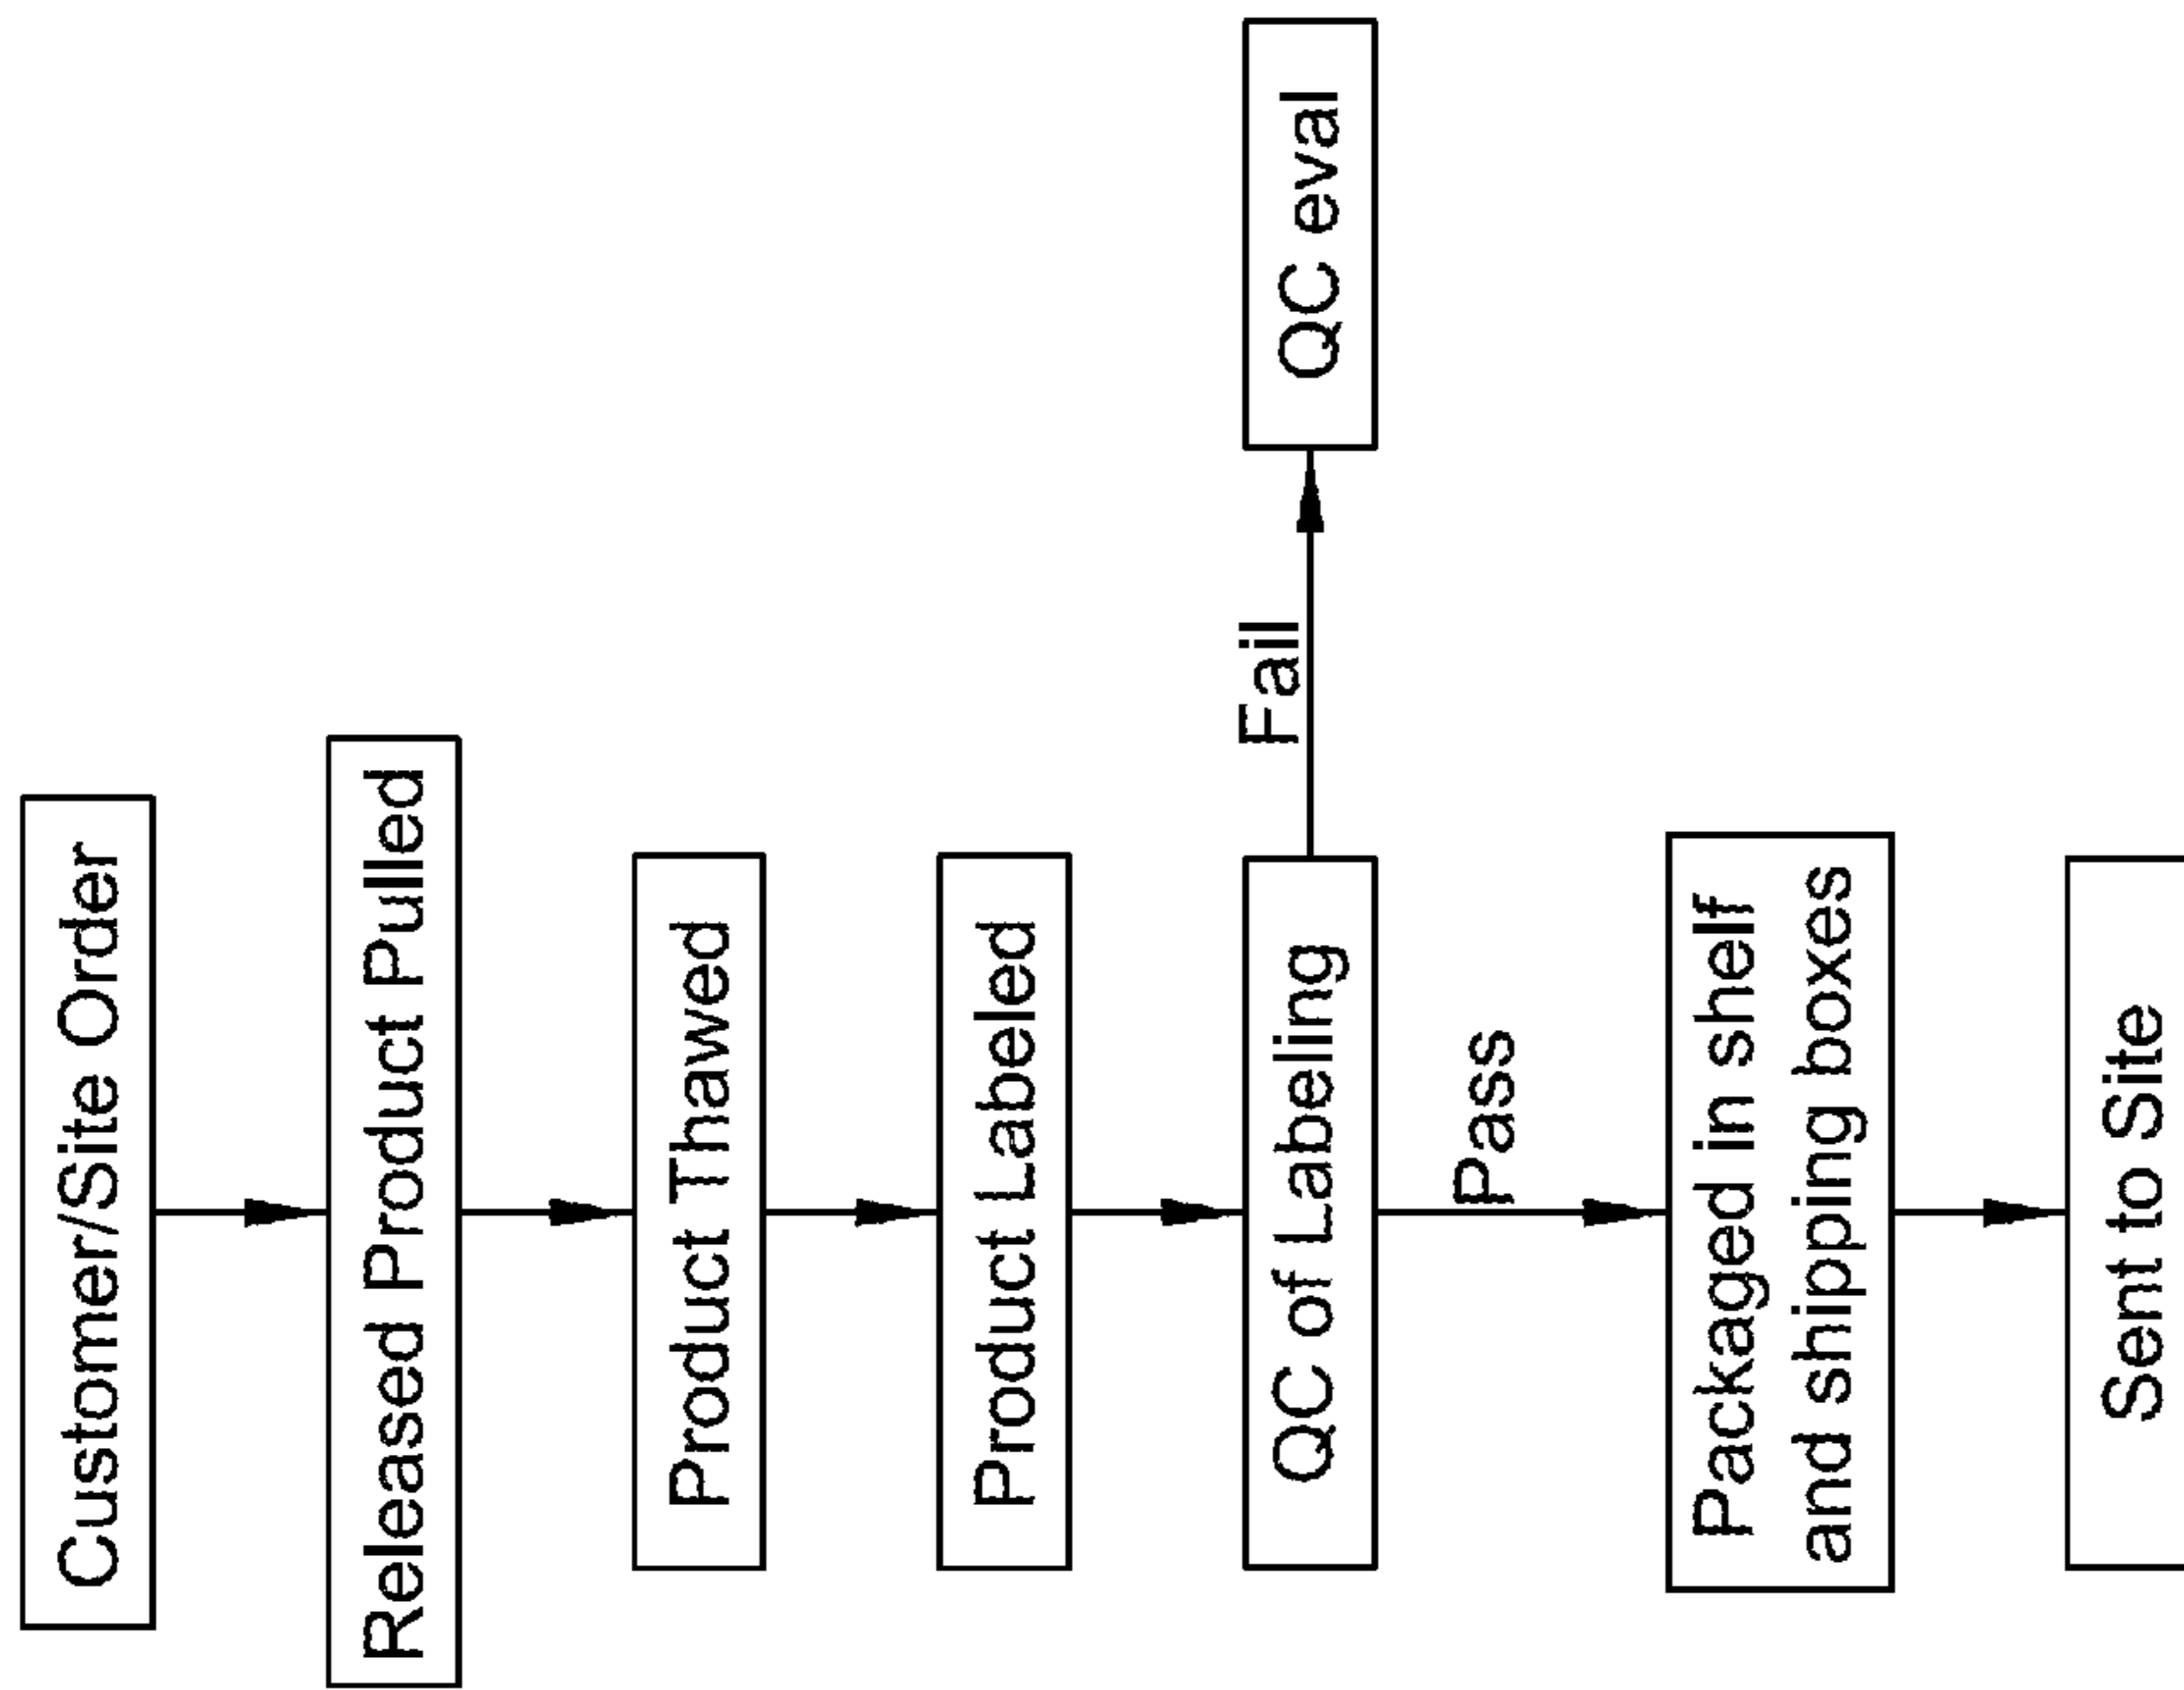 Customer/Site Order
Released Product Pulled
Product Thawed
Product Labeled
QC of Labeling
Fail
QC eval
Pass
Packaged in shelf
and shipping boxes
Sent to Site